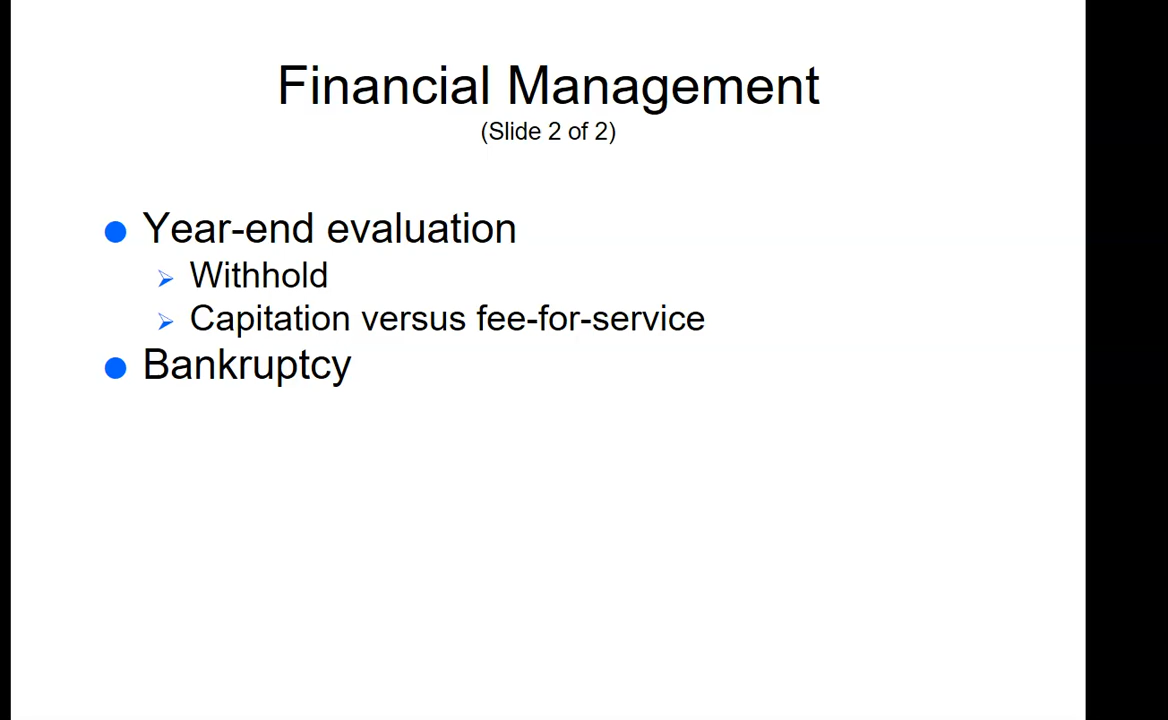 Financial Management
(Slide 2 of 2)
Year-end evaluation
Withhold
Capitation versus fee-for-service
Bankruptcy